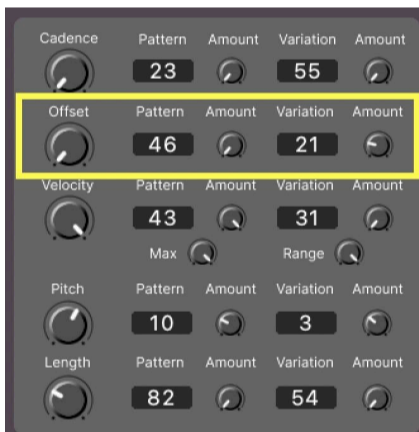 Cadence Pattern Amount Variation Amount
23 55
Offset Pattern Amount Variation Amount
46 21
Velocity Pattern Amount Variation Amount
43 31
Max Range
Pitch Pattern Amount Variation Amount
10 3
Length Pattern Amount Variation Amount
82 54